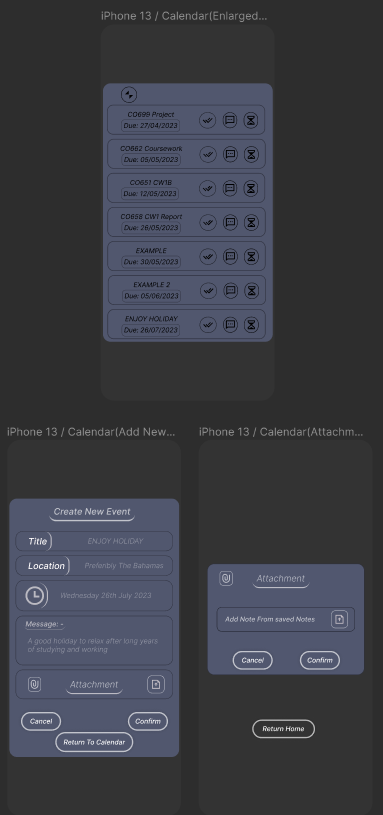 iPhone 13 / Calendar(Enlarged...
CO699 Project
Due: 27/04/2023
CO662 Coursework
Due: 05/05/2023
CO651 CW1B
Due: 12/05/2023
CO658 CW1 Report
Due: 26/05/2023
EXAMPLE
Due: 30/05/2023
EXAMPLE 2
Due: 05/06/2023
ENJOY HOLIDAY
Due: 26/07/2023
iPhone 13 / Calendar(Add New...
Create New Event
Title ENJOY HOLIDAY
Location Preferbly The Bahamas
Wednesday 26th July 2023
Message: -
A good holiday to relax after long years
of studying and working
Attachment
Cancel Confirm
Return To Calendar
iPhone 13 / Calendar(Attachm...
Attachment
Add Note From saved Notes
Cancel Confirm
Return Home